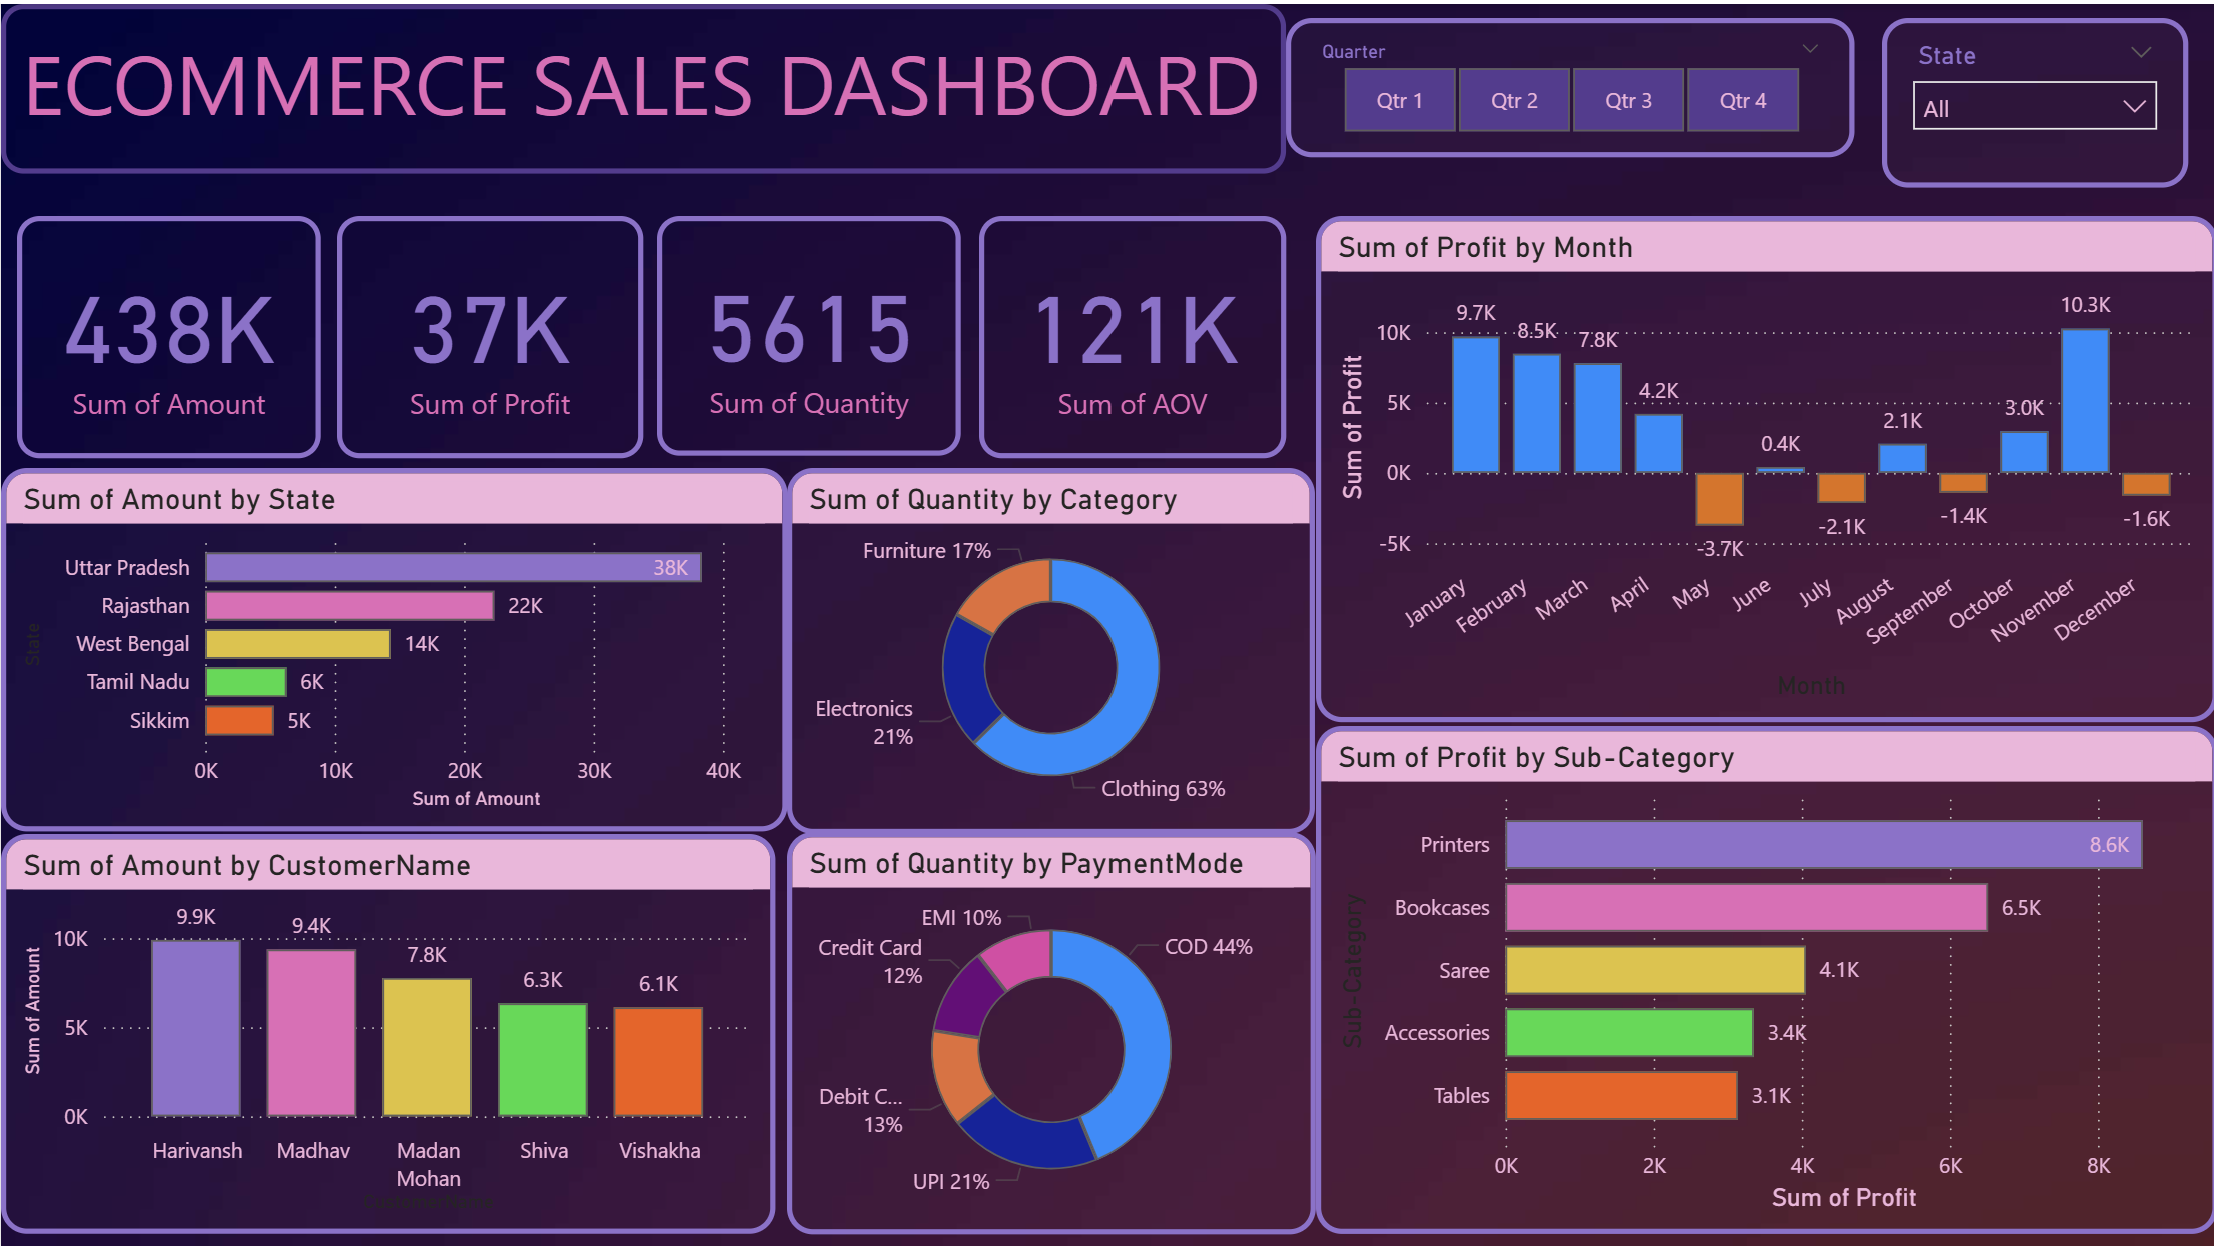 ECOMMERCE SALES DASHBOARD
Quarter
Qtr 1
Qtr 2
Qtr 3
Qtr 4
State
All
438K
Sum of Amount
37K
Sum of Profit
5615
Sum of Quantity
121K
Sum of AOV
Sum of Profit by Month
Sum of Profit
10K
5K
0K
-5K
9.7K
8.5K
7.8K
4.2K
-3.7K
0.4K
-2.1K
2.1K
-1.4K
3.0K
10.3K
-1.6K
January
February
March
April
May
June
July
August
September
October
November
December
Month
Sum of Amount by State
State
Uttar Pradesh
38K
Rajasthan
22K
West Bengal
14K
Tamil Nadu
6K
Sikkim
5K
0K
10K
20K
30K
40K
Sum of Amount
Sum of Quantity by Category
Furniture 17%
Electronics
21%
Clothing 63%
Sum of Profit by Sub-Category
Sub-Category
Printers
8.6K
Bookcases
6.5K
Saree
4.1K
Accessories
3.4K
Tables
3.1K
0K
2K
4K
6K
8K
Sum of Profit
Sum of Amount by CustomerName
Sum of Amount
10K
5K
0K
9.9K
9.4K
7.8K
6.3K
6.1K
Harivansh
Madhav
Madan
Mohan
Shiva
Vishakha
CustomerName
Sum of Quantity by PaymentMode
EMI 10%
Credit Card
12%
COD 44%
Debit C...
13%
UPI 21%